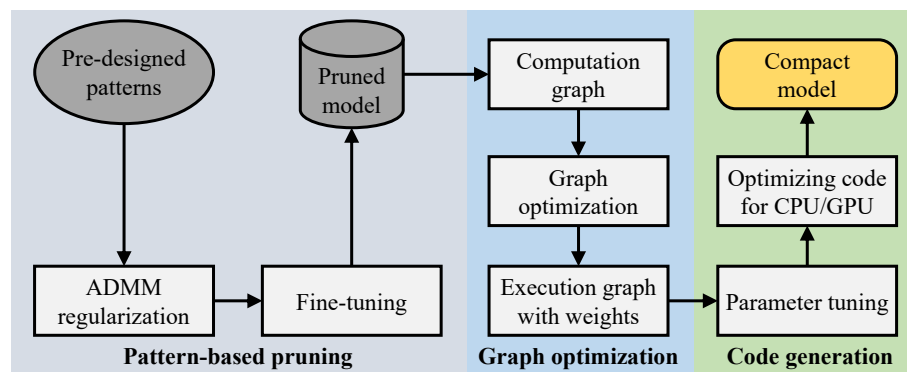 Pre-designed
patterns
ADMM
regularization
Fine-tuning
Pruned
model
Pattern-based pruning
Computation
graph
Graph
optimization
Execution graph
with weights
Graph optimization
Parameter tuning
Optimizing code
for CPU/GPU
Compact
model
Code generation